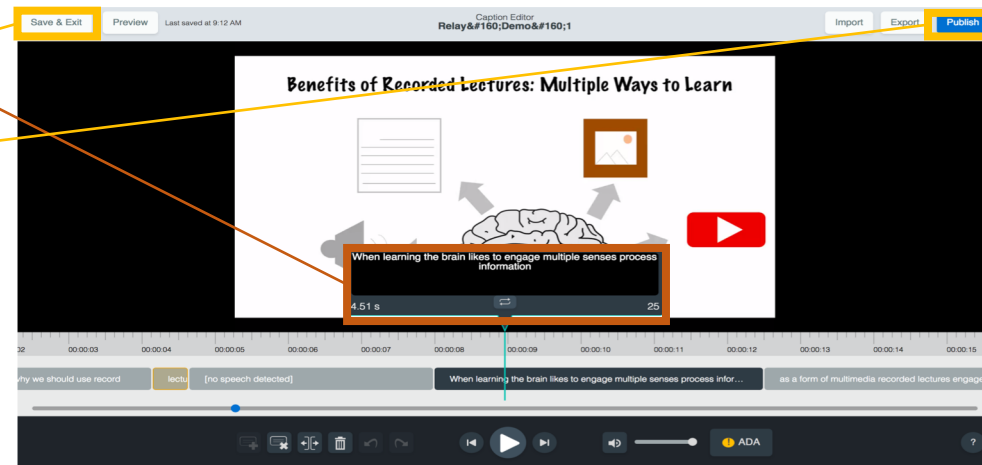 Save & Exit
Preview
Last saved at 9:12 AM
Caption Editor
Relay&#160;Demo&#160;1
Import
Export
Publish
Benefits of Recorded Lectures: Multiple Ways to Learn
When learning the brain likes to engage multiple senses process
information
4.51 s
25
02
00:00:03
00:00:04
00:00:05
00:00:06
00:00:07
00:00:08
00:00:09
00:00:10
00:00:11
00:00:12
00:00:13
00:00:14
00:00:15
why we should use record
lectu
[no speech detected]
When learning the brain likes to engage multiple senses process infor...
as a form of multimedia recorded lectures engage
ADA
?